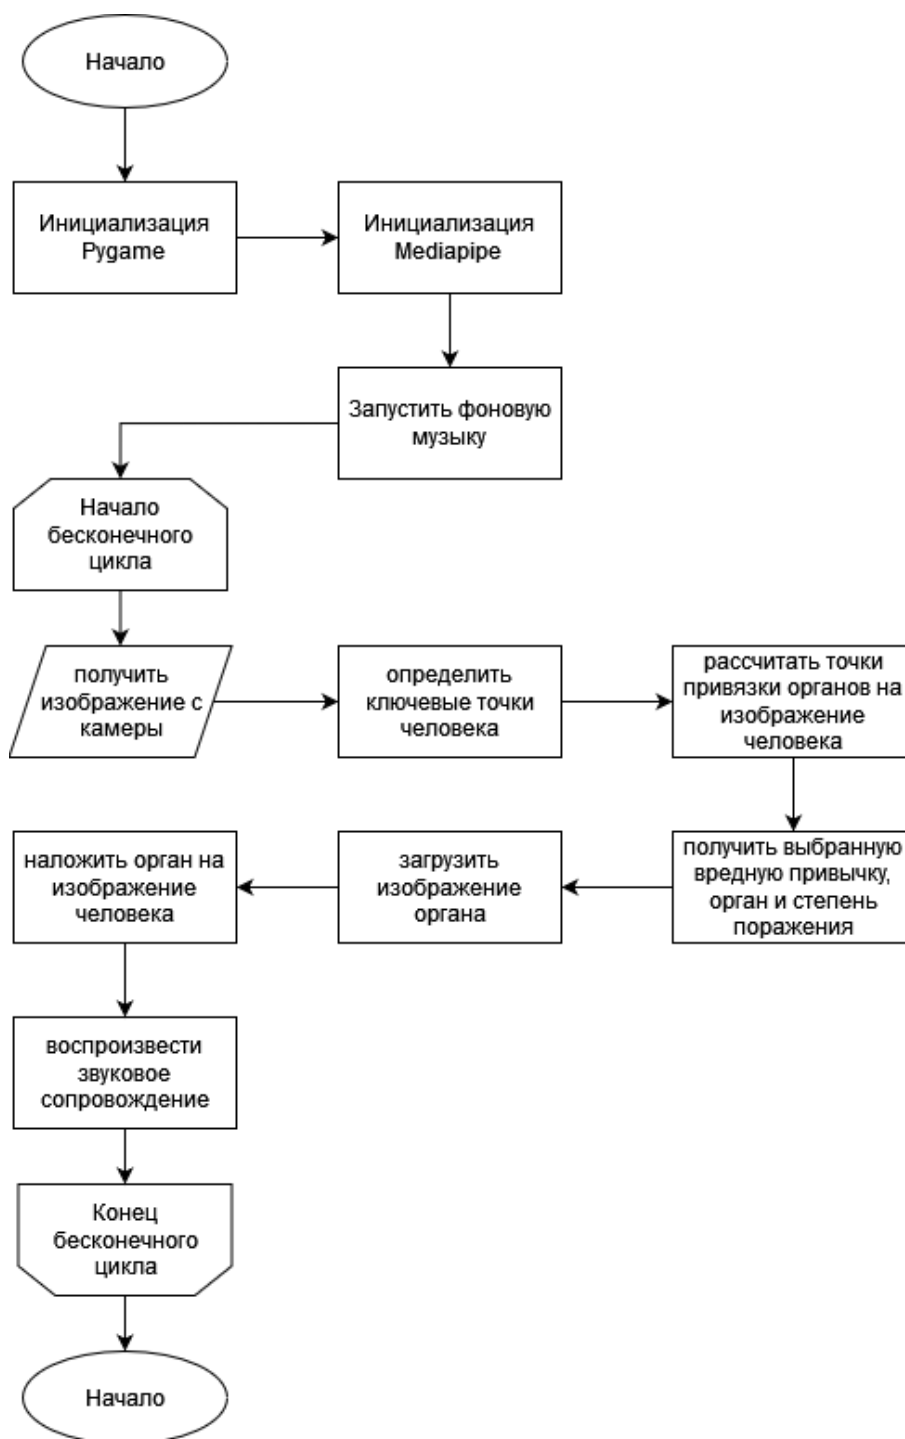 Начало
Инициализация
Pygame
Инициализация
Mediapipe
Запустить фоновую
музыку
Начало
бесконечного
цикла
получить
изображение с
камеры
определить
ключевые точки
человека
рассчитать точки
привязки органов на
изображение
человека
получить выбранную
вредную привычку,
орган и степень
поражения
загрузить
изображение
органа
наложить орган на
изображение
человека
воспроизвести
звуковое
сопровождение
Конец
бесконечного
цикла
Начало